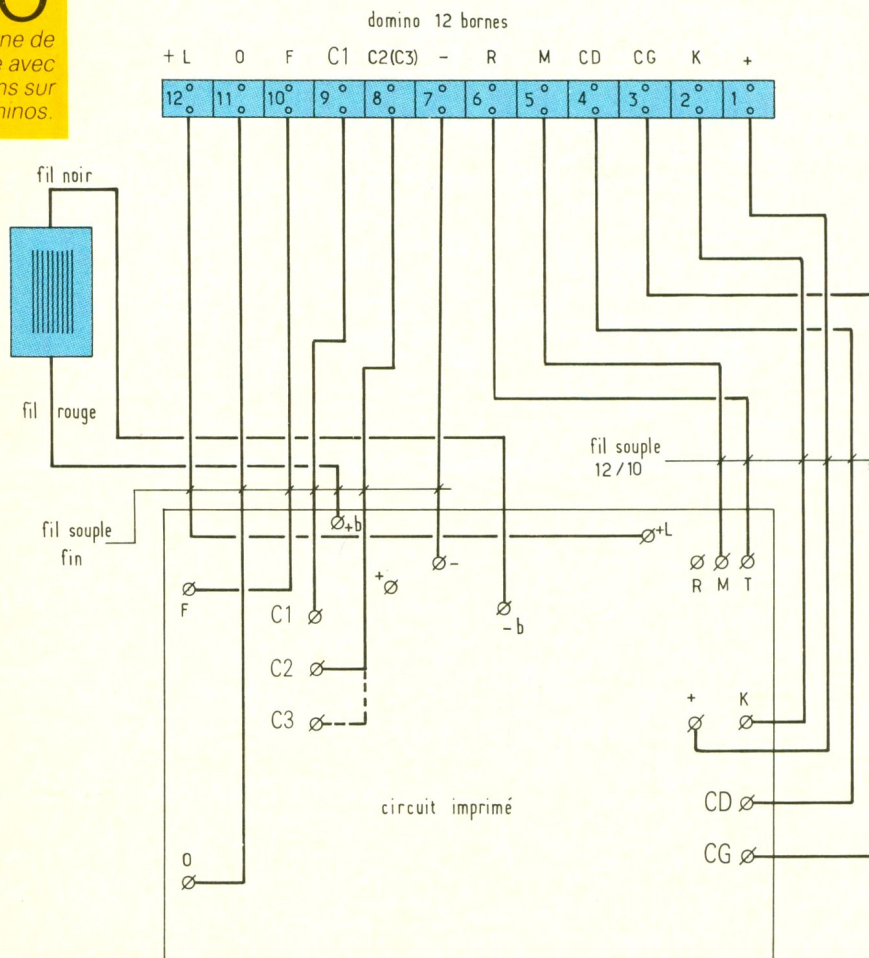 O
ne de
e avec
ns sur
minos.
domino 12 bornes
+ L O F C1 C2(C3) - R M CD CG K +
12 11 10 9 8 7 6 5 4 3 2 1
fil noir
fil rouge
fil souple
12/10
fil souple
fin
+b
+L
+
-
R M T
F
C1
-b
C2
C3
+ K
circuit imprimé
CD
CG
O